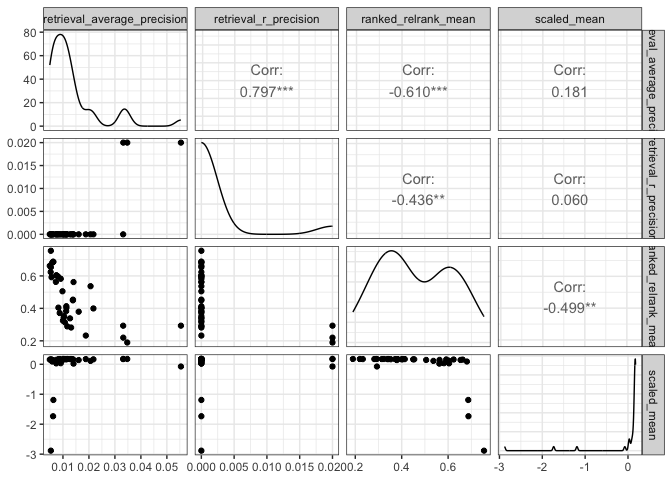 retrieval_average_precision
retrieval_r_precision
ranked_relrank_mean
scaled_mean
80
60
40
20
0
Corr:
0.797***
Corr:
-0.610***
Corr:
0.181
eval_average_preci
0.020
0.015
0.010
0.005
0.000
Corr:
-0.436**
Corr:
0.060
etrieval_r_precision
0.6
0.4
0.2
Corr:
-0.499**
anked_relrank_mea
0
-1
-2
-3
scaled_mean
0.01 0.02 0.03 0.04 0.05
0.000 0.005 0.010 0.015 0.020
0.2 0.4 0.6
-3 -2 -1 0